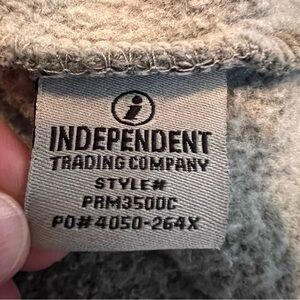 i
INDEPENDENT
TRADING COMPANY
STYLE#
PRM3500C
PO# 4050-264X